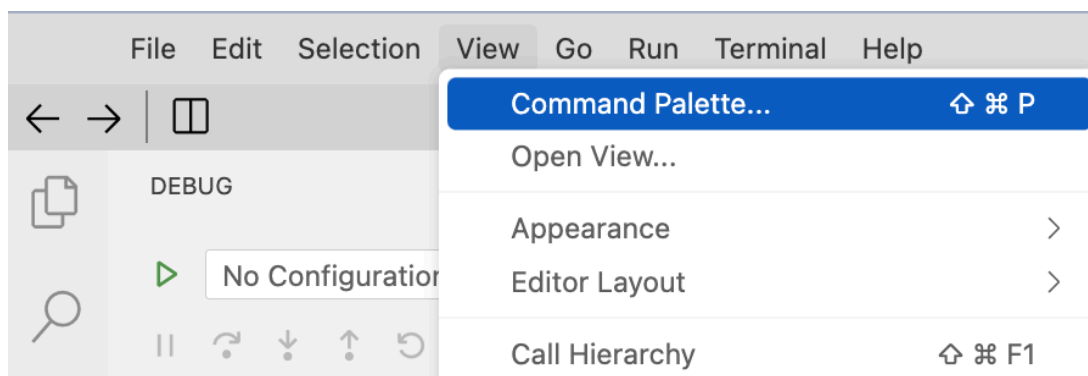 File Edit Selection View Go Run Terminal Help
Command Palette... ⇧ ⌘ P
Open View...
DEBUG
Appearance
No Configuration
Editor Layout
Call Hierarchy ⇧ ⌘ F1